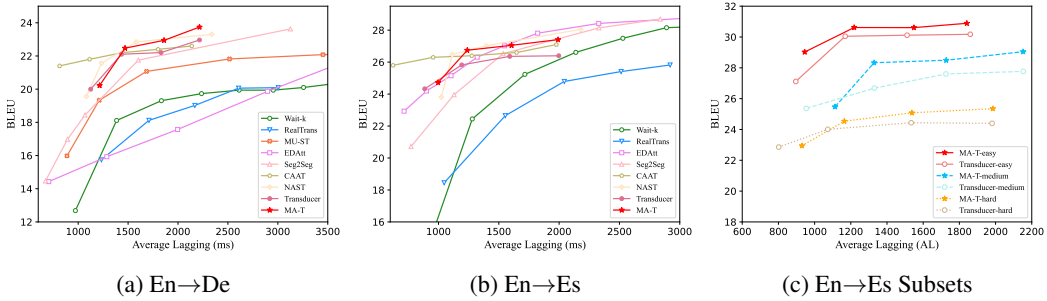 24
22
20
18
16
14
12
BLEU
1000
1500
2000
2500
3000
3500
Average Lagging (ms)
Wait-k
RealTrans
MU-ST
EDAtt
Seg2Seg
CAAT
NAST
Transducer
MA-T
(a) En→De
28
26
24
22
20
18
16
BLEU
500
1000
1500
2000
2500
3000
Average Lagging (ms)
Wait-k
RealTrans
EDAtt
Seg2Seg
CAAT
NAST
Transducer
MA-T
(b) En→Es
32
30
28
26
24
22
20
18
BLEU
600
800
1000
1200
1400
1600
1800
2000
2200
Average Lagging (AL)
MA-T-easy
Transducer-easy
MA-T-medium
Transducer-medium
MA-T-hard
Transducer-hard
(c) En→Es Subsets